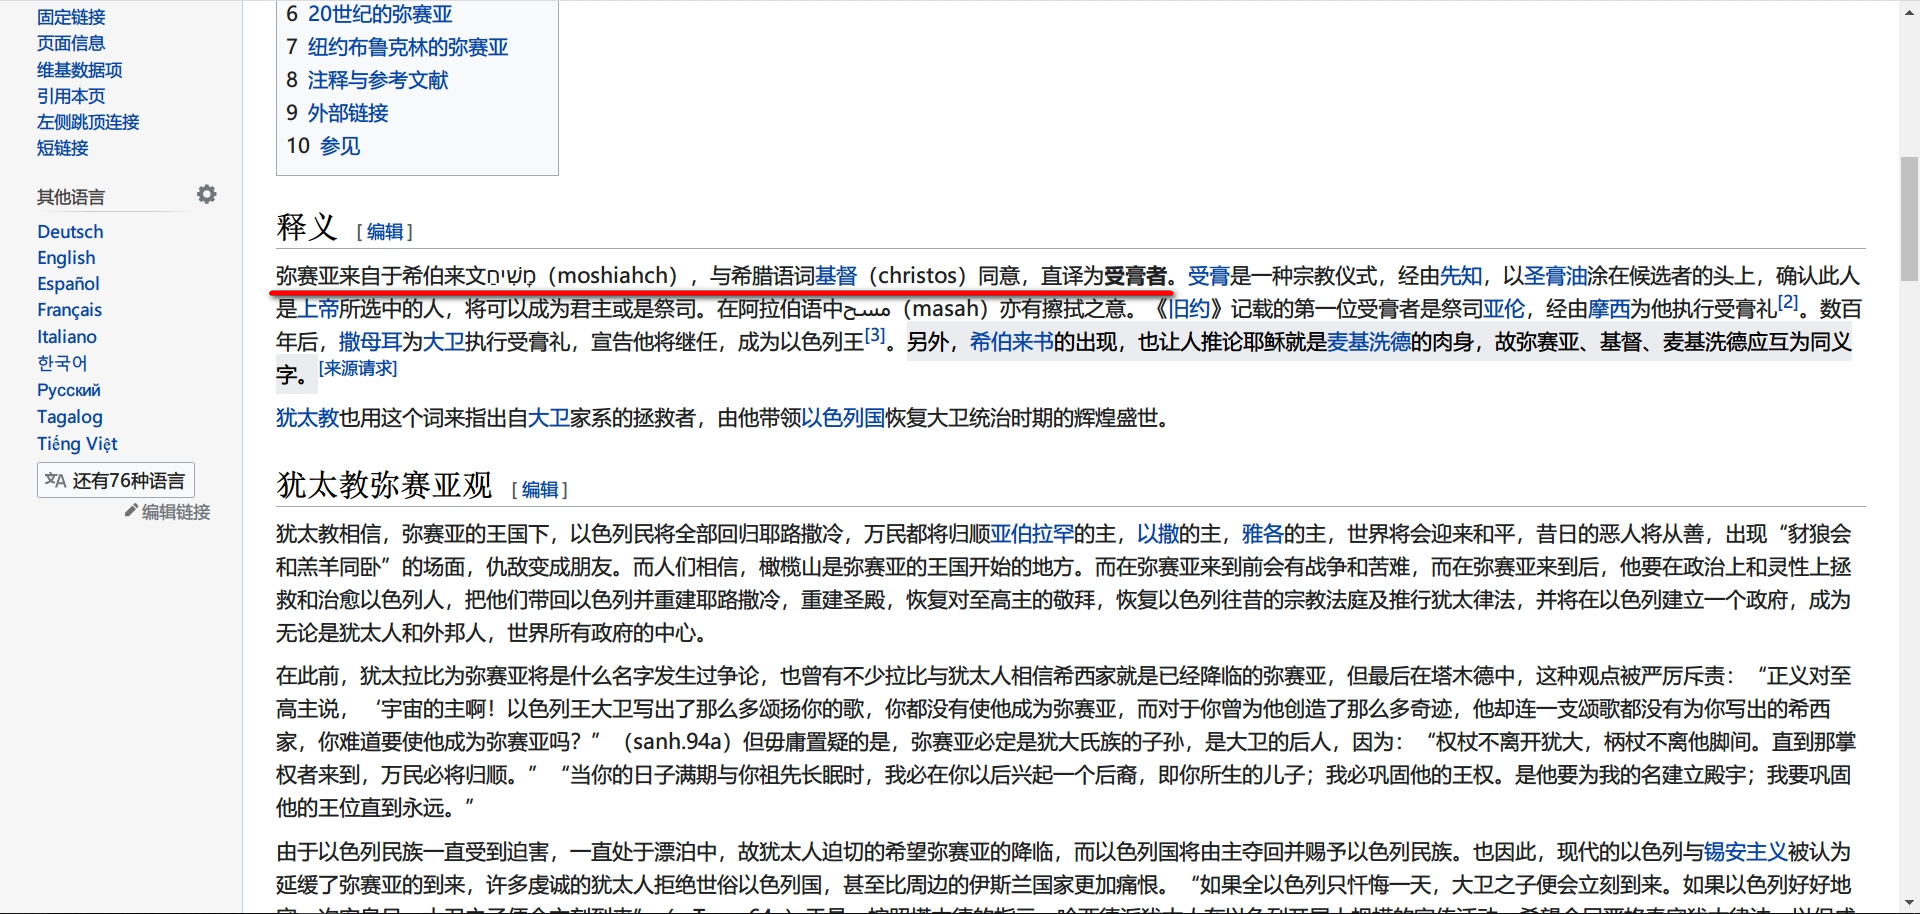 固定链接
页面信息
维基数据项
引用本页
左侧跳顶连接
短链接
其他语言
Deutsch
English
Español
Français
Italiano
한국어
Русский
Tagalog
Tiếng Việt
还有76种语言
编辑链接
6 20世纪的弥赛亚
7 纽约布鲁克林的弥赛亚
8 注释与参考文献
9 外部链接
10 参见
释义 [编辑]
弥赛亚来自于希伯来文מָשִׁיחַ（moshiahch），与希腊语词基督（christos）同意，直译为受膏者。受膏是一种宗教仪式，经由先知，以圣膏油涂在候选者的头上，确认此人
是上帝所选中的人，将可以成为君主或是祭司。在阿拉伯语中مسح（masah）亦有擦拭之意。《旧约》记载的第一位受膏者是祭司亚伦，经由摩西为他执行受膏礼[2]。数百
年后，撒母耳为大卫执行受膏礼，宣告他将继任，成为以色列王[3]。另外，希伯来书的出现，也让人推论耶稣就是麦基洗德的肉身，故弥赛亚、基督、麦基洗德应互为同义
字。[来源请求]
犹太教也用这个词来指出自大卫家系的拯救者，由他带领以色列国恢复大卫统治时期的辉煌盛世。
犹太教弥赛亚观 [编辑]
犹太教相信，弥赛亚的王国下，以色列民将全部回归耶路撒冷，万民都将归顺亚伯拉罕的主，以撒的主，雅各的主，世界将会迎来和平，昔日的恶人将从善，出现“豺狼会
和羔羊同卧”的场面，仇敌变成朋友。而人们相信，橄榄山是弥赛亚的王国开始的地方。而在弥赛亚来到前会有战争和苦难，而在弥赛亚来到后，他要在政治上和灵性上拯
救和治愈以色列人，把他们带回以色列并重建耶路撒冷，重建圣殿，恢复对至高主的敬拜，恢复以色列往昔的宗教法庭及推行犹太律法，并将在以色列建立一个政府，成为
无论是犹太人和外邦人，世界所有政府的中心。
在此前，犹太拉比为弥赛亚将是什么名字发生过争论，也曾有不少拉比与犹太人相信希西家就是已经降临的弥赛亚，但最后在塔木德中，这种观点被严厉斥责：“正义对至
高主说，‘宇宙的主啊！以色列王大卫写出了那么多颂扬你的歌，你都没有使他成为弥赛亚，而对于你曾为他创造了那么多奇迹，他却连一支颂歌都没有为你写出的希西
家，你难道要使他成为弥赛亚吗？”（sanh.94a）但毋庸置疑的是，弥赛亚必定是犹大氏族的子孙，是大卫的后人，因为：“权杖不离开犹大，柄杖不离他脚间。直到那掌
权者来到，万民必将归顺。”“当你的日子满期与你祖先长眠时，我必在你以后兴起一个后裔，即你所生的儿子；我必巩固他的王权。是他要为我的名建立殿宇；我要巩固
他的王位直到永远。”
由于以色列民族一直受到迫害，一直处于漂泊中，故犹太人迫切的希望弥赛亚的降临，而以色列国将由主夺回并赐予以色列民族。也因此，现代的以色列与锡安主义被认为
延缓了弥赛亚的到来，许多虔诚的犹太人拒绝世俗以色列国，甚至比周边的伊斯兰国家更加痛恨。“如果全以色列只忏悔一天，大卫之子便会立刻到来。如果以色列好好地